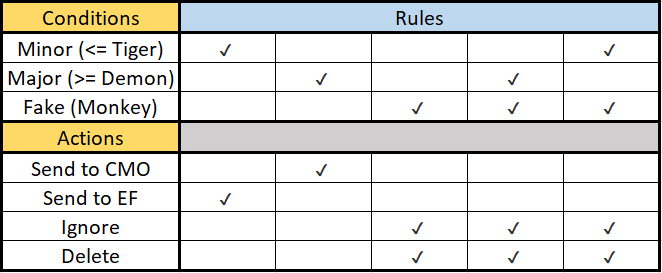 Conditions Rules
Minor (<= Tiger) ✓ ✓
Major (>= Demon) ✓ ✓
Fake (Monkey) ✓ ✓ ✓
Actions
Send to CMO ✓
Send to EF ✓
Ignore ✓ ✓ ✓
Delete ✓ ✓ ✓